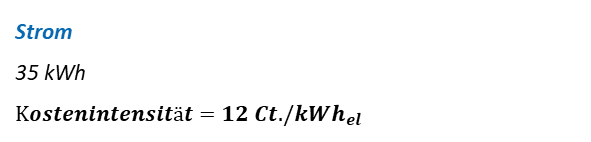 Strom
35 kWh
Kostenintensität = 12 Ct./kWh_el